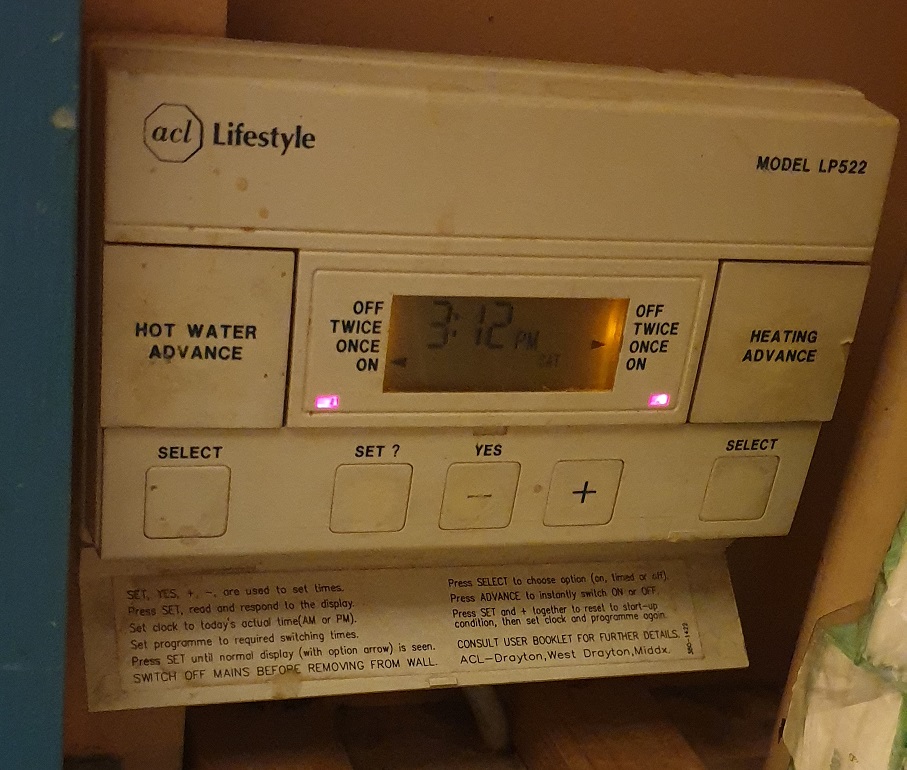 acl Lifestyle
MODEL LP522
HOT WATER
ADVANCE
OFF
TWICE
ONCE
ON
3:12 PM
SAT
OFF
TWICE
ONCE
ON
HEATING
ADVANCE
SELECT
SET ?
YES
SELECT
−
+
SET, YES, +, −, are used to set times.
Press SET, read and respond to the display.
Set clock to today's actual time(AM or PM).
Set programme to required switching times.
Press SET until normal display (with option arrow) is seen.
SWITCH OFF MAINS BEFORE REMOVING FROM WALL.
Press SELECT to choose option (on, timed or off).
Press ADVANCE to instantly switch ON or OFF.
Press SET and + together to reset to start-up
condition, then set clock and programme again.
CONSULT USER BOOKLET FOR FURTHER DETAILS.
ACL-Drayton,West Drayton,Middx.